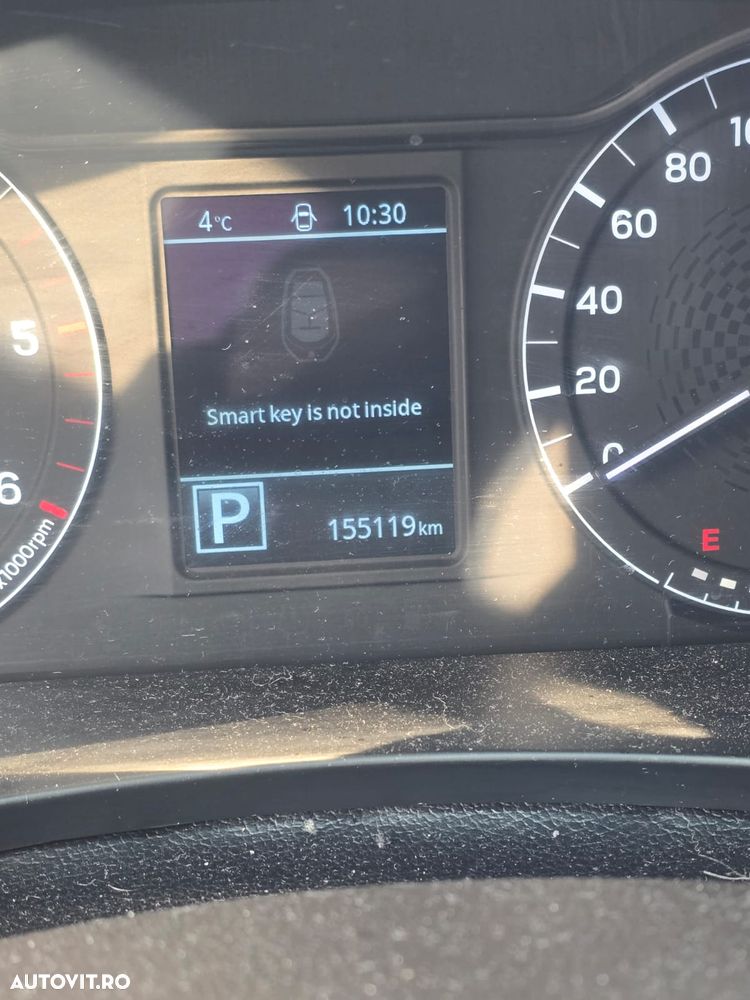 4°C 10:30
Smart key is not inside
P
155119km
5
6
x1000rpm
80
60
40
20
0
E
AUTOVIT.RO